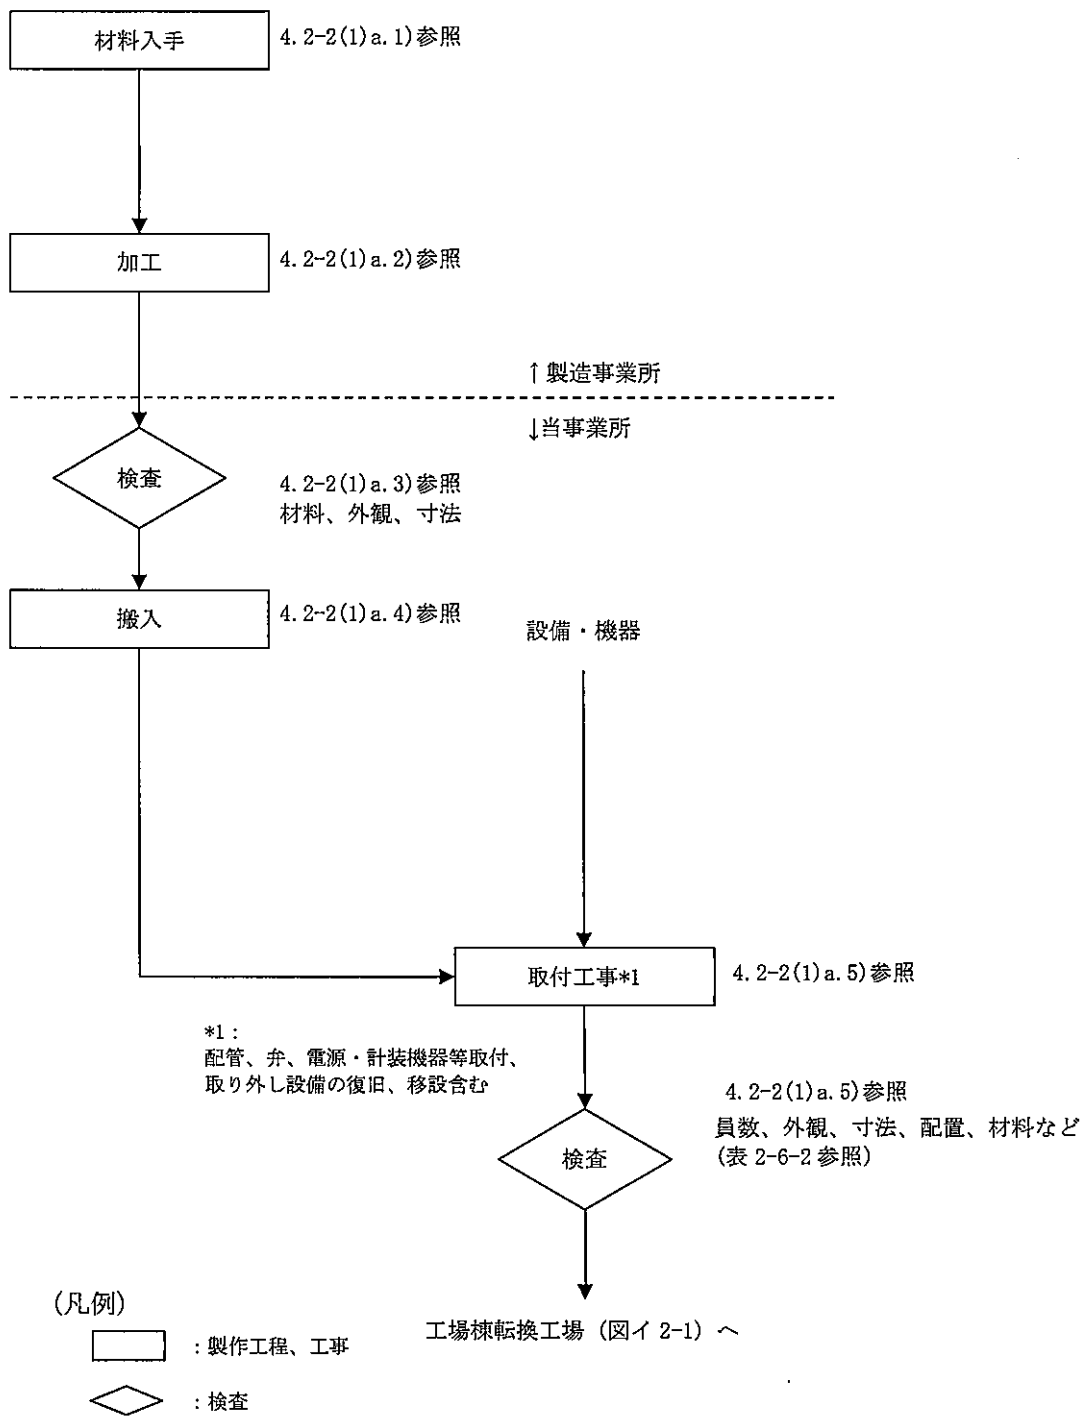 材料入手
4.2-2(1)a.1)参照
加工
4.2-2(1)a.2)参照
↑製造事業所
↓当事業所
検査
4.2-2(1)a.3)参照
材料、外観、寸法
搬入
4.2-2(1)a.4)参照
設備・機器
取付工事*1
4.2-2(1)a.5)参照
*1：
配管、弁、電源・計装機器等取付、
取り外し設備の復旧、移設含む
4.2-2(1)a.5)参照
員数、外観、寸法、配置、材料など
(表 2-6-2 参照)
検査
工場棟転換工場（図イ 2-1）へ
(凡例)
：製作工程、工事
：検査